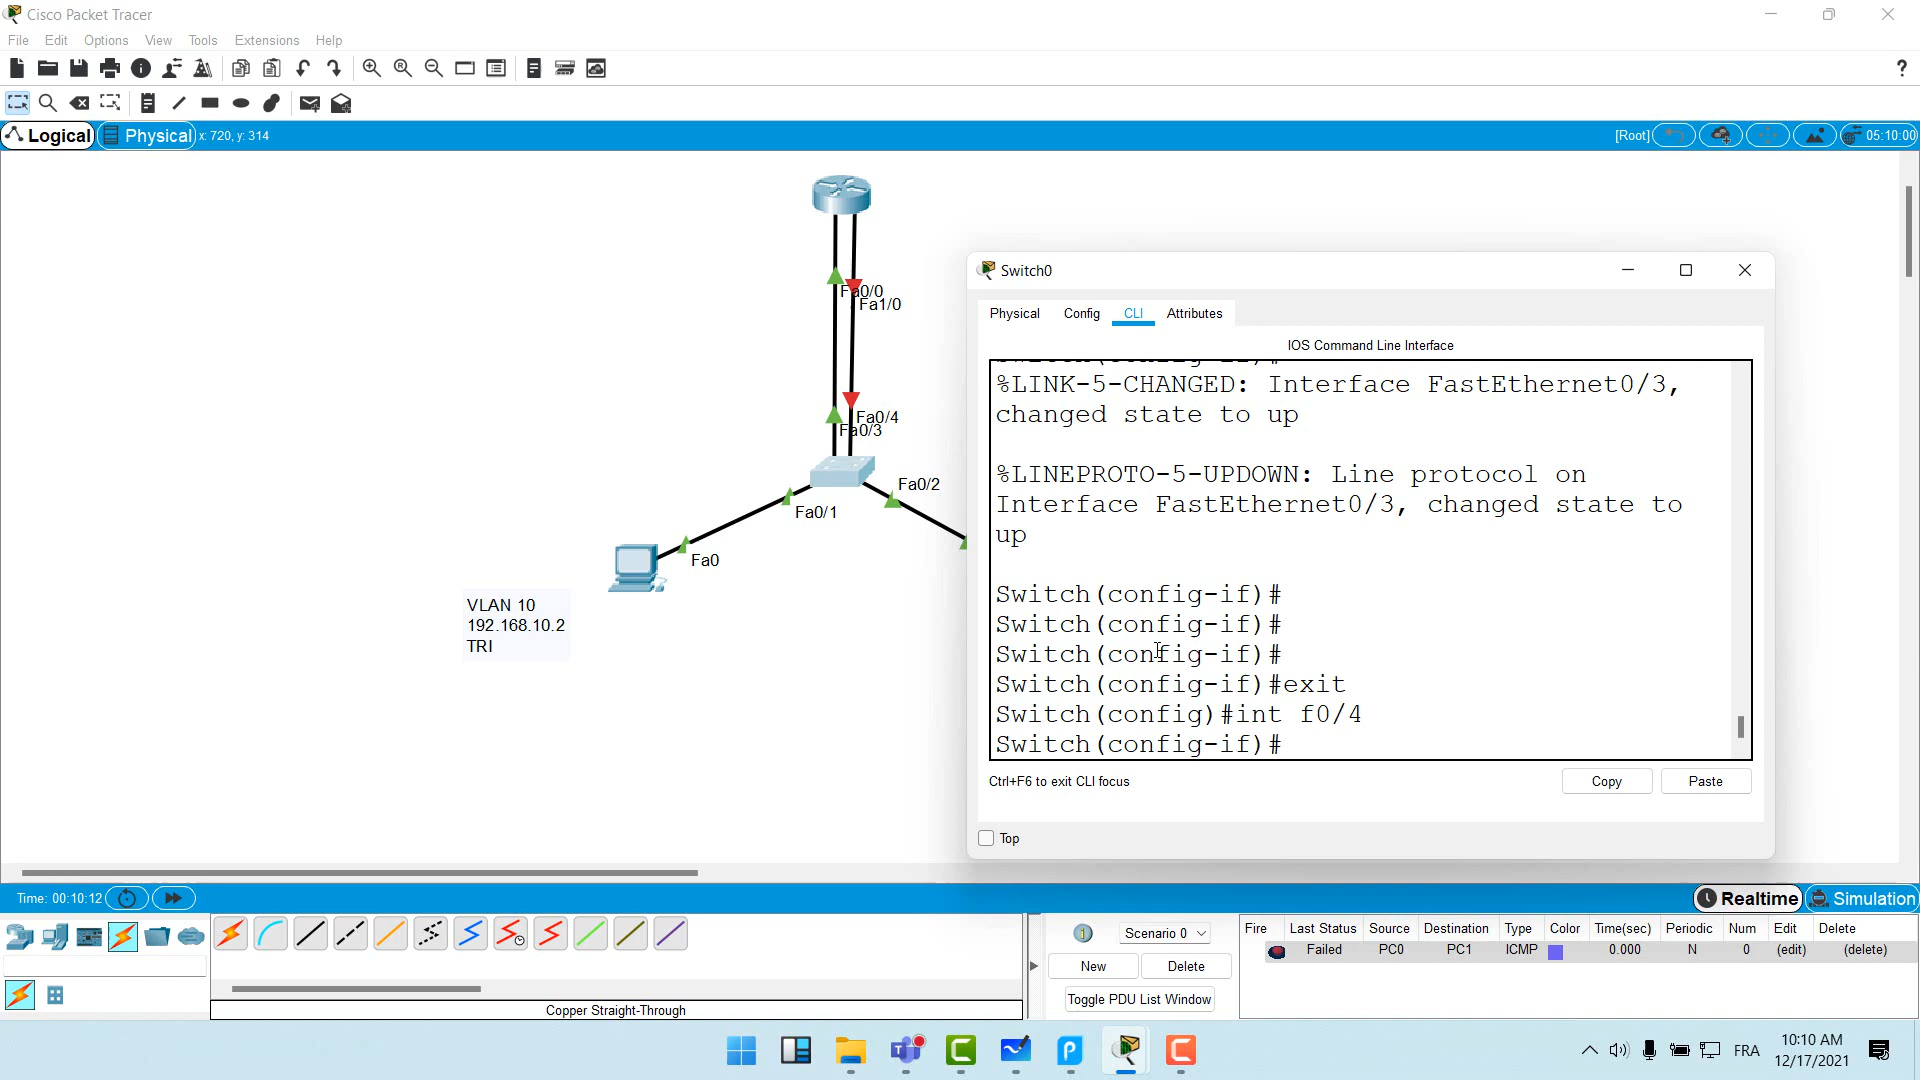 Cisco Packet Tracer
File Edit Options View Tools Extensions Help
?
Logical Physical x: 720, y: 314 [Root] 05:10:00
Fa0/0
Fa1/0
Fa0/4
Fa0/3
Fa0/2
Fa0/1
Fa0
VLAN 10
192.168.10.2
TRI
Switch0
Physical Config CLI Attributes
IOS Command Line Interface
%LINK-5-CHANGED: Interface FastEthernet0/3,
changed state to up
%LINEPROTO-5-UPDOWN: Line protocol on
Interface FastEthernet0/3, changed state to
up
Switch(config-if)#
Switch(config-if)#
Switch(config-if)#
Switch(config-if)#exit
Switch(config)#int f0/4
Switch(config-if)#
Ctrl+F6 to exit CLI focus
Copy Paste
Top
Time: 00:10:12 Realtime Simulation
Scenario 0
New Delete
Toggle PDU List Window
Fire Last Status Source Destination Type Color Time(sec) Periodic Num Edit Delete
Failed PC0 PC1 ICMP 0.000 N 0 (edit) (delete)
Copper Straight-Through
FRA
10:10 AM
12/17/2021